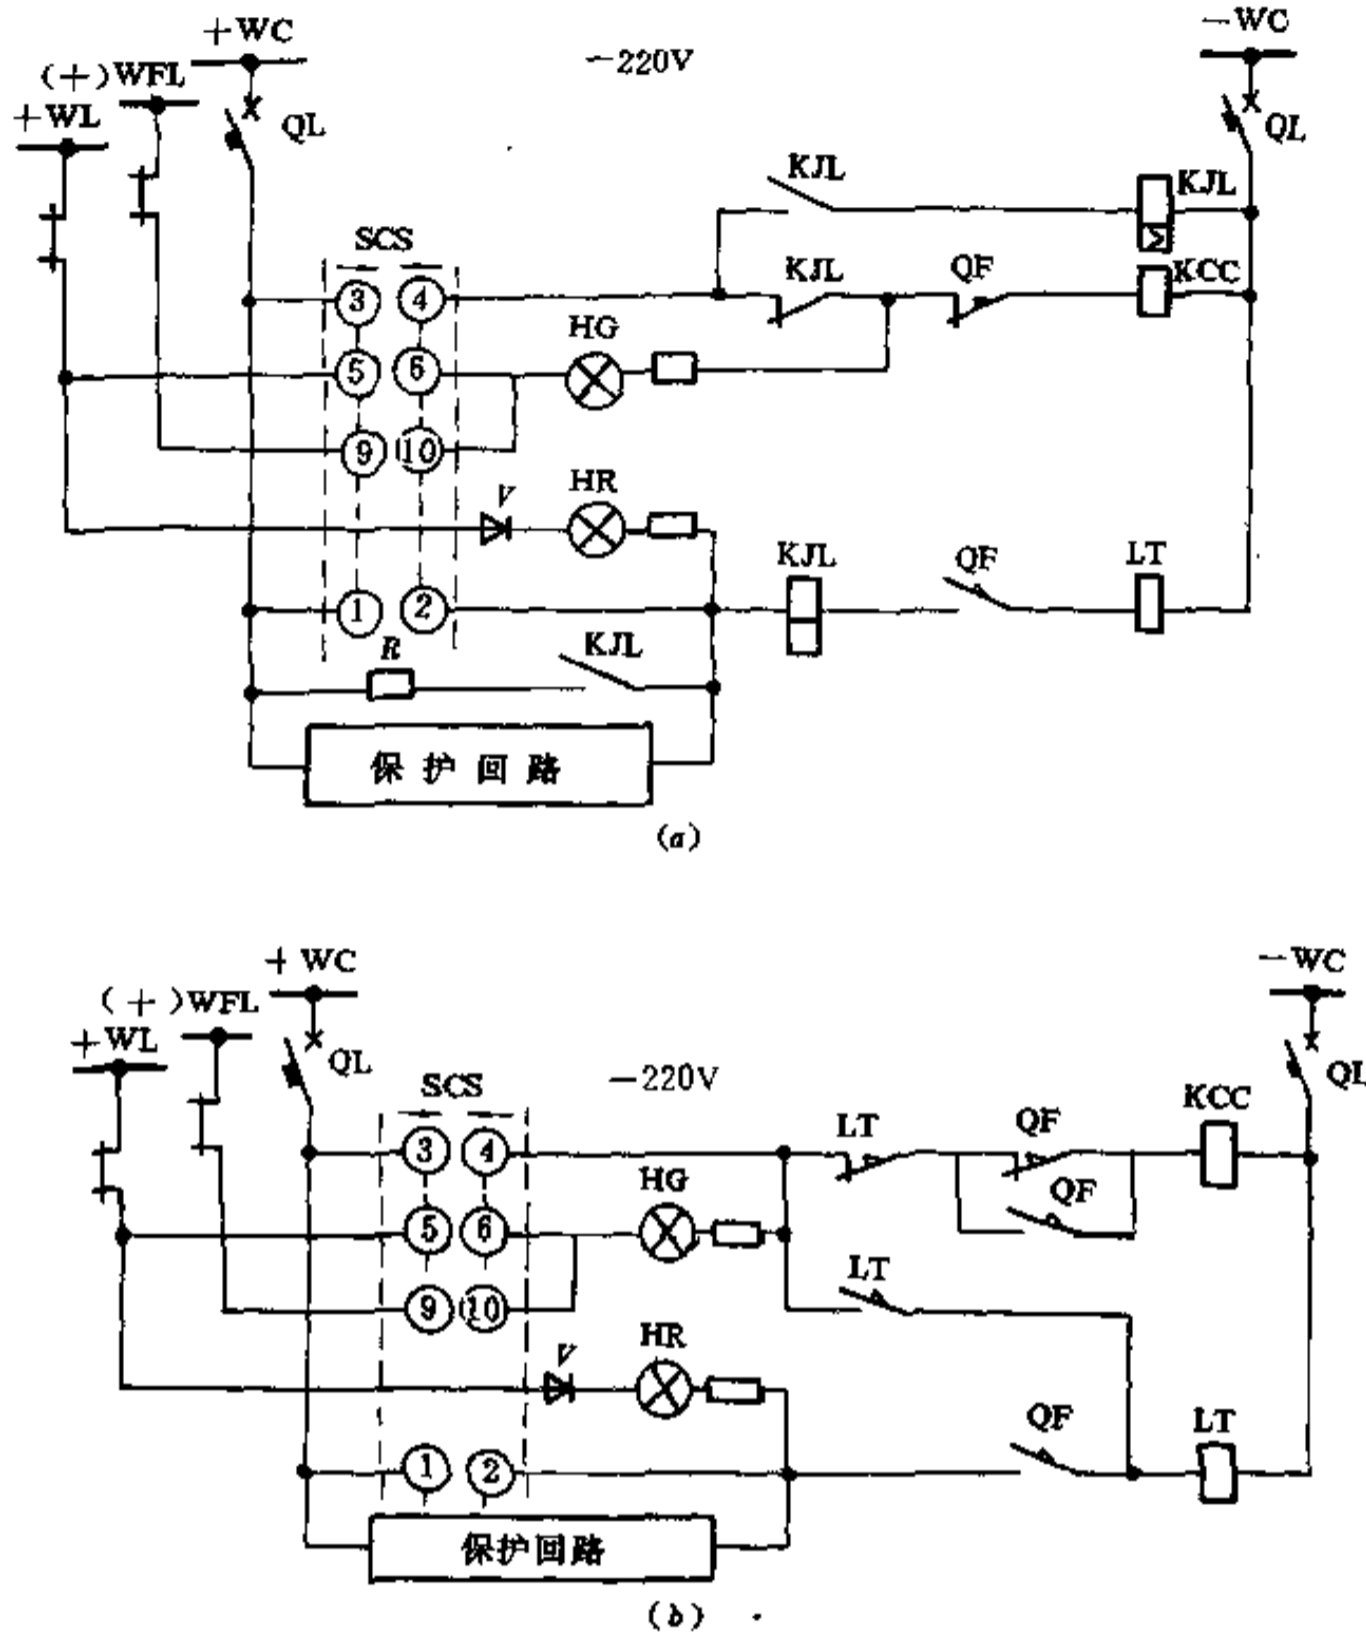 +WC
-WC
-220V
(+)WFL
+WL
QL
QL
KJL
KJL
SCS
KJL
QF
KCC
3
4
HG
5
6
9
10
HR
V
KJL
QF
LT
1
2
R
KJL
保护回路
(a)
+WC
-WC
(+)WFL
+WL
QL
QL
SCS
-220V
KCC
LT
QF
3
4
HG
QF
5
6
LT
9
10
HR
V
QF
LT
1
2
保护回路
(b)